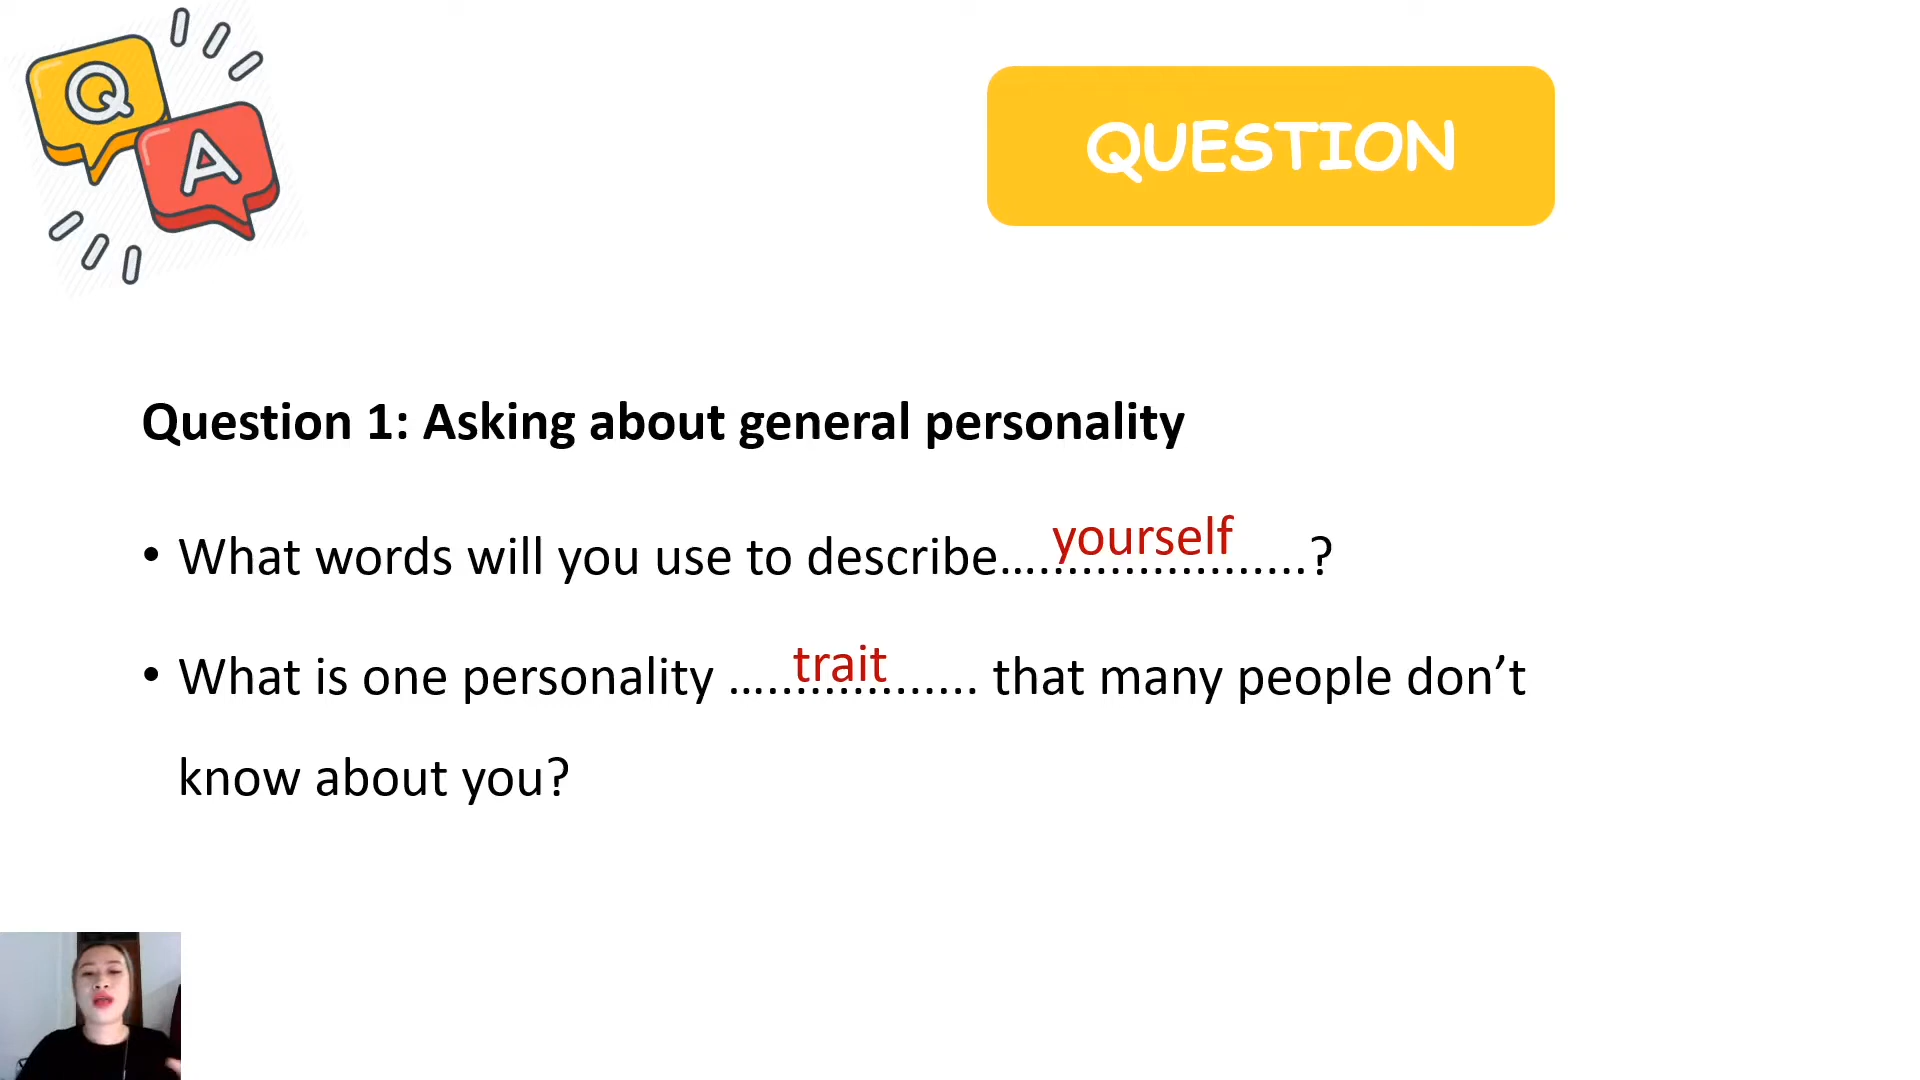 Q
A
QUESTION
Question 1: Asking about general personality
• What words will you use to describe….yourself...................?
• What is one personality ….trait............... that many people don’t
know about you?